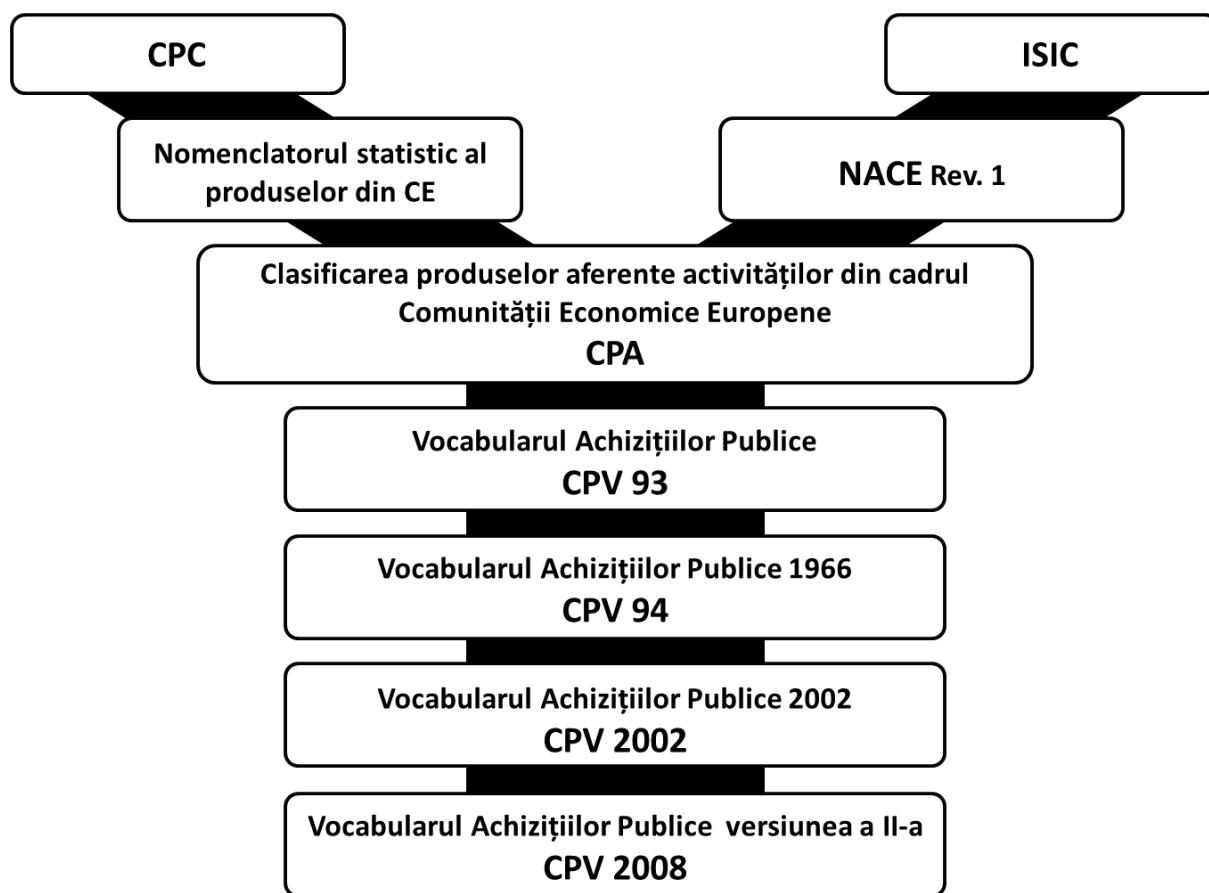 CPC
ISIC
Nomenclatorul statistic al
produselor din CE
NACE Rev. 1
Clasificarea produselor aferente activităților din cadrul
Comunității Economice Europene
CPA
Vocabularul Achizițiilor Publice
CPV 93
Vocabularul Achizițiilor Publice 1966
CPV 94
Vocabularul Achizițiilor Publice 2002
CPV 2002
Vocabularul Achizițiilor Publice versiunea a II-a
CPV 2008